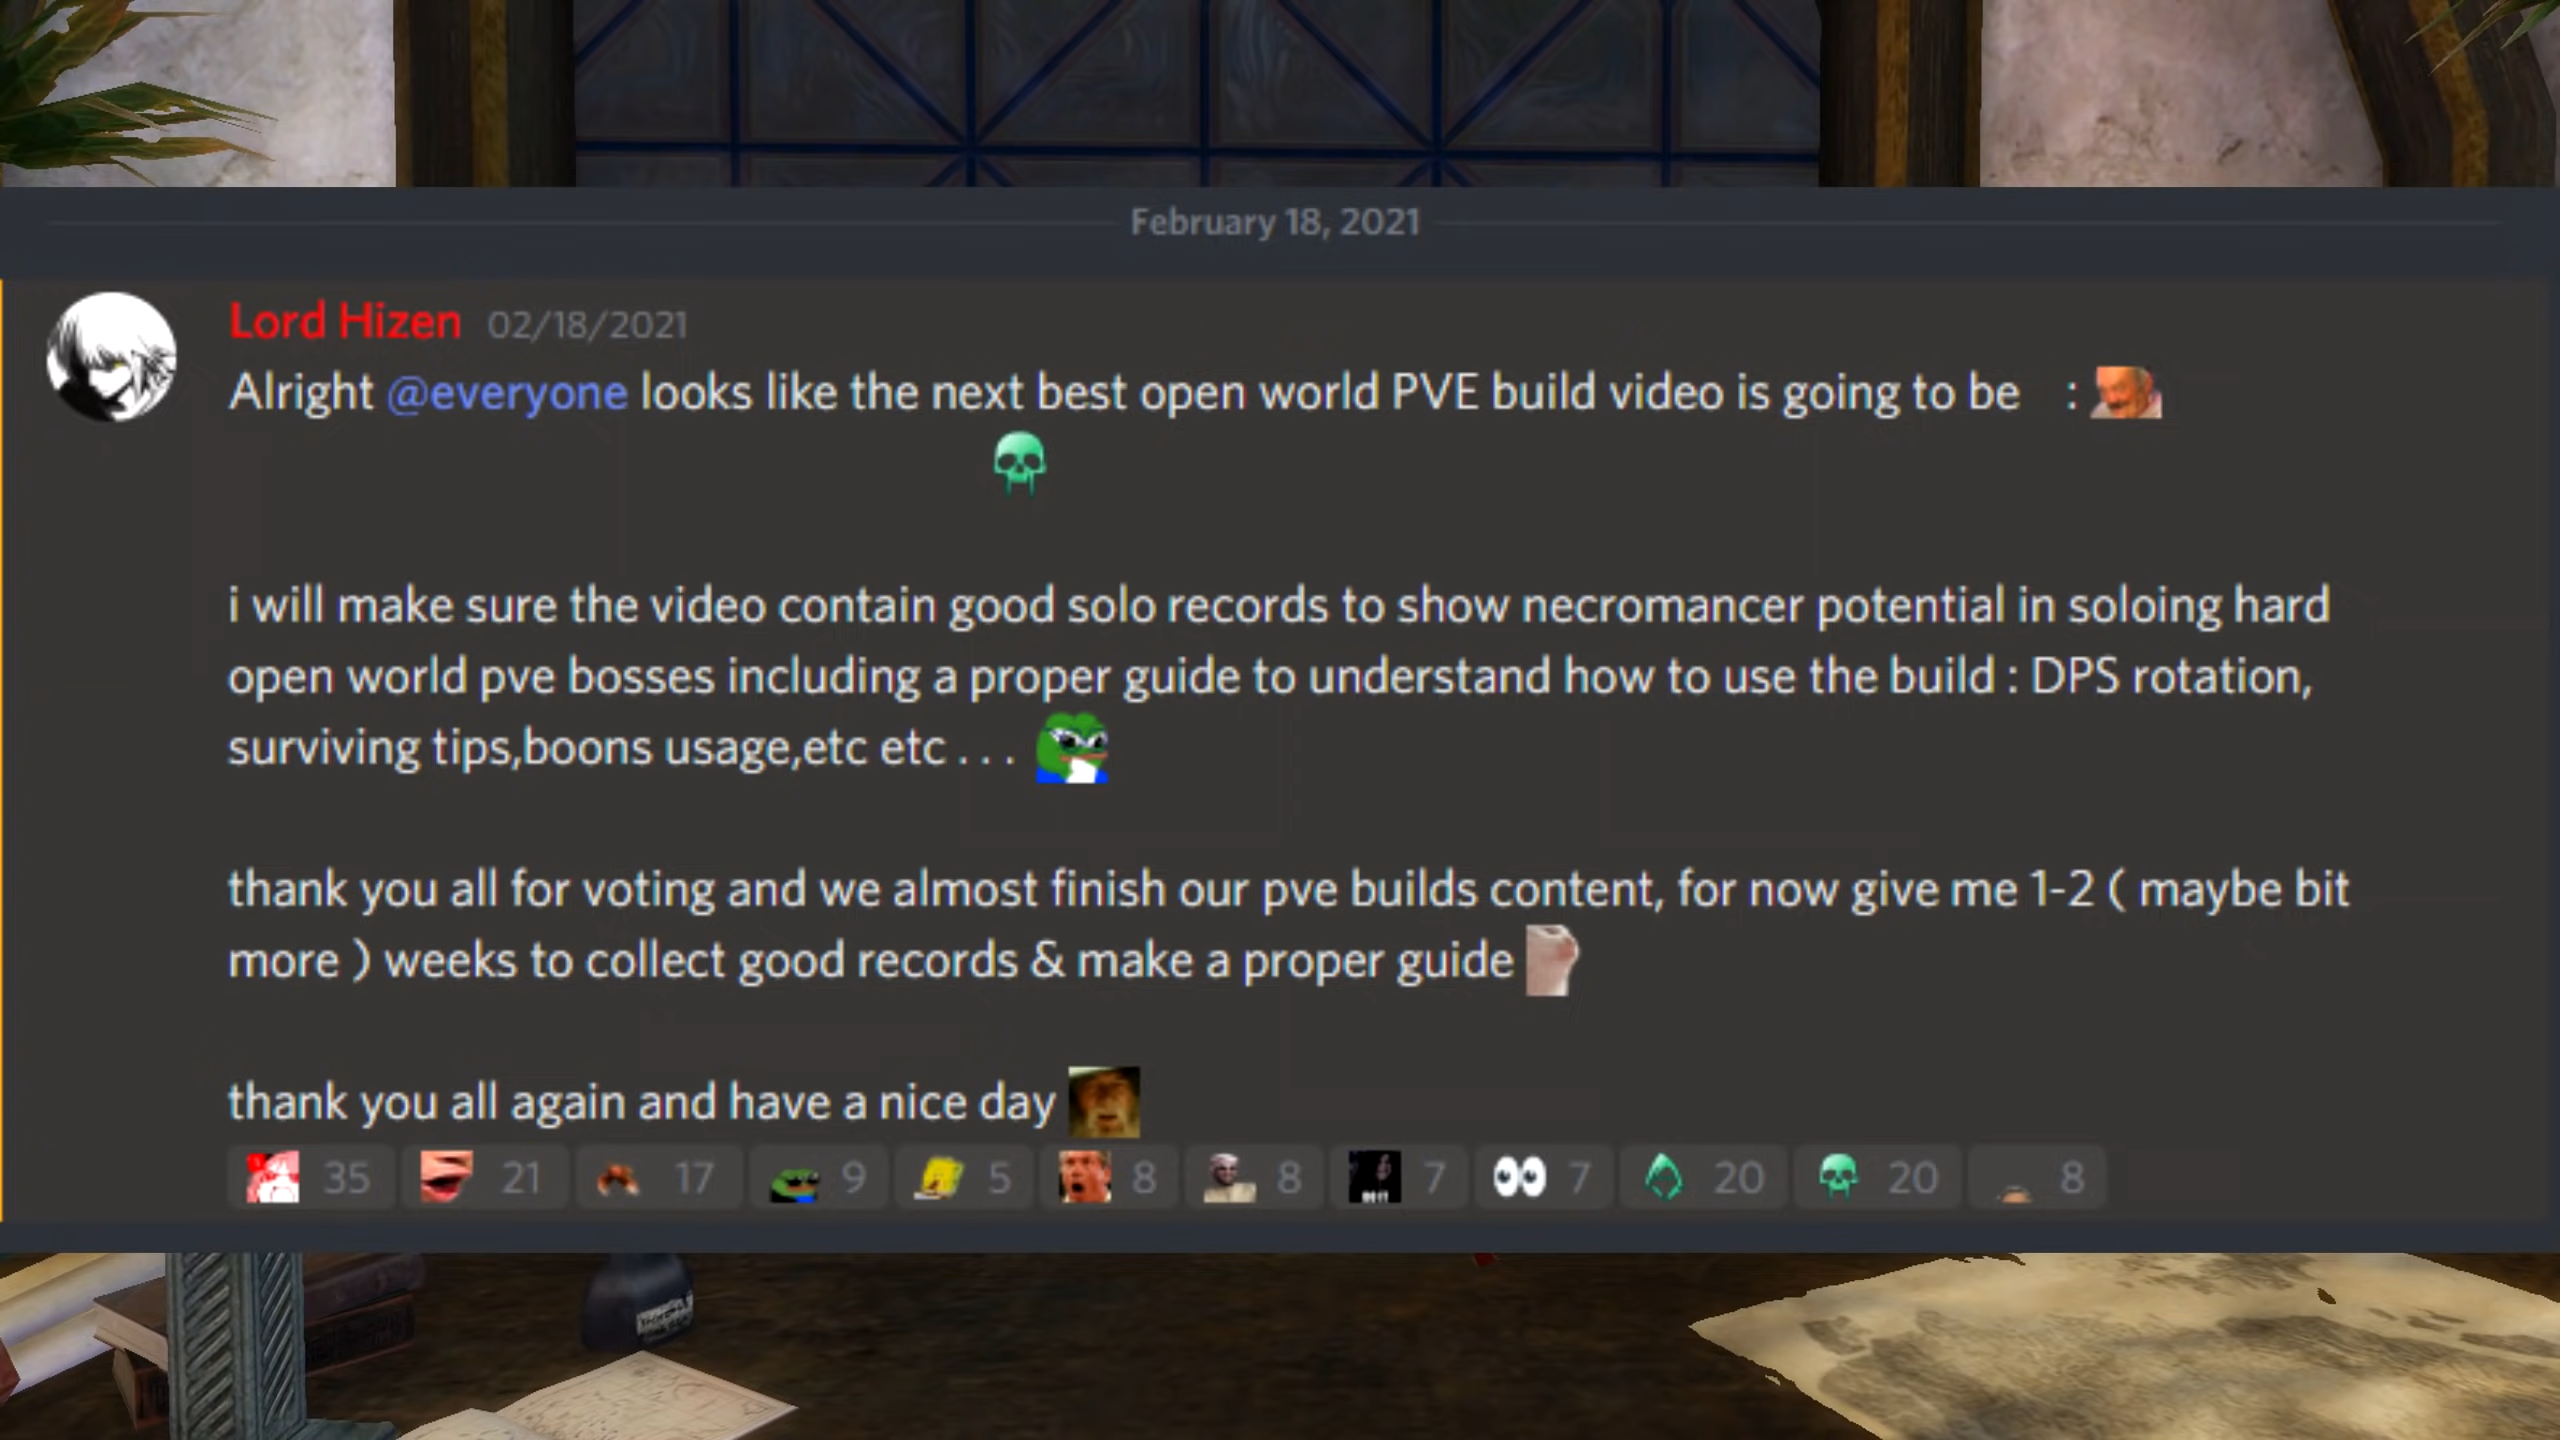 February 18, 2021
Lord Hizen 02/18/2021
Alright @everyone looks like the next best open world PVE build video is going to be :
i will make sure the video contain good solo records to show necromancer potential in soloing hard
open world pve bosses including a proper guide to understand how to use the build : DPS rotation,
surviving tips,boons usage,etc etc . . .
thank you all for voting and we almost finish our pve builds content, for now give me 1-2 ( maybe bit
more ) weeks to collect good records & make a proper guide
thank you all again and have a nice day
35 21 17 9 5 8 8 7 7 20 20 8